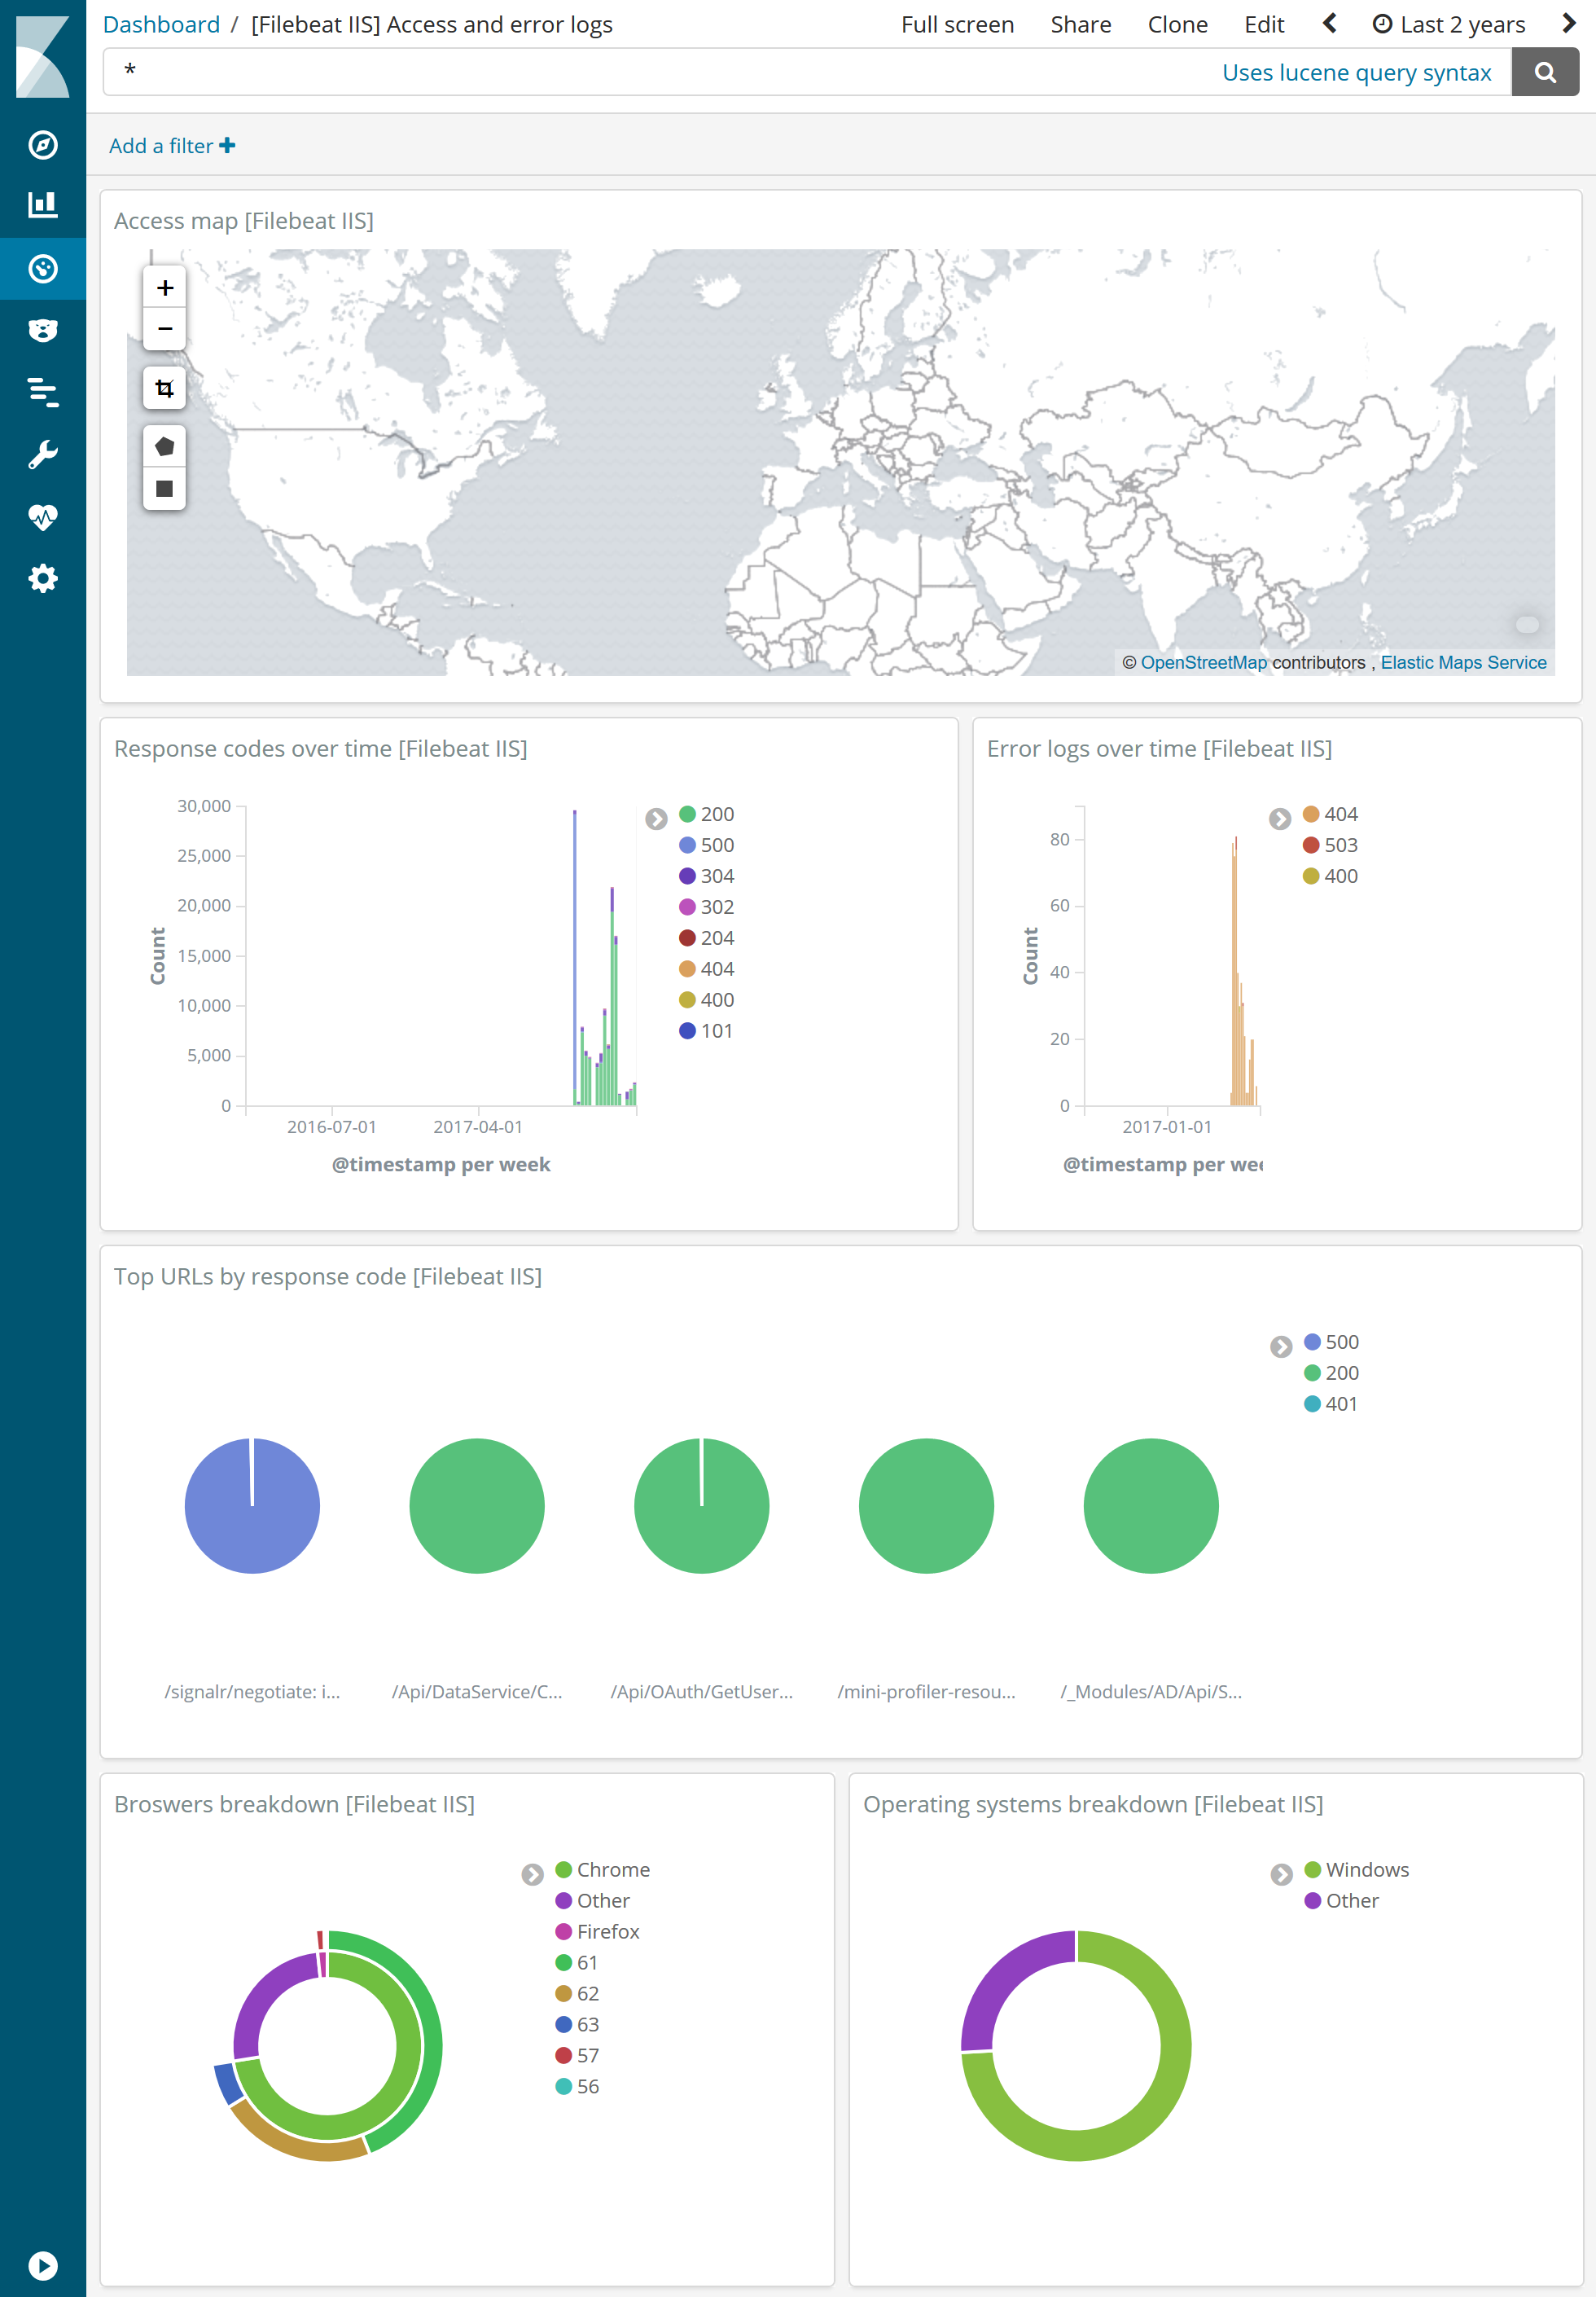 Dashboard / [Filebeat IIS] Access and error logs
Full screen Share Clone Edit Last 2 years
*
Uses lucene query syntax
Add a filter
Access map [Filebeat IIS]
+
−
© OpenStreetMap contributors , Elastic Maps Service
Response codes over time [Filebeat IIS]
30,000
25,000
20,000
15,000
10,000
5,000
0
Count
2016-07-01
2017-04-01
@timestamp per week
200
500
304
302
204
404
400
101
Error logs over time [Filebeat IIS]
80
60
40
20
0
Count
2017-01-01
@timestamp per wee
404
503
400
Top URLs by response code [Filebeat IIS]
500
200
401
/signalr/negotiate: i...
/Api/DataService/C...
/Api/OAuth/GetUser...
/mini-profiler-resou...
/_Modules/AD/Api/S...
Broswers breakdown [Filebeat IIS]
Chrome
Other
Firefox
61
62
63
57
56
Operating systems breakdown [Filebeat IIS]
Windows
Other